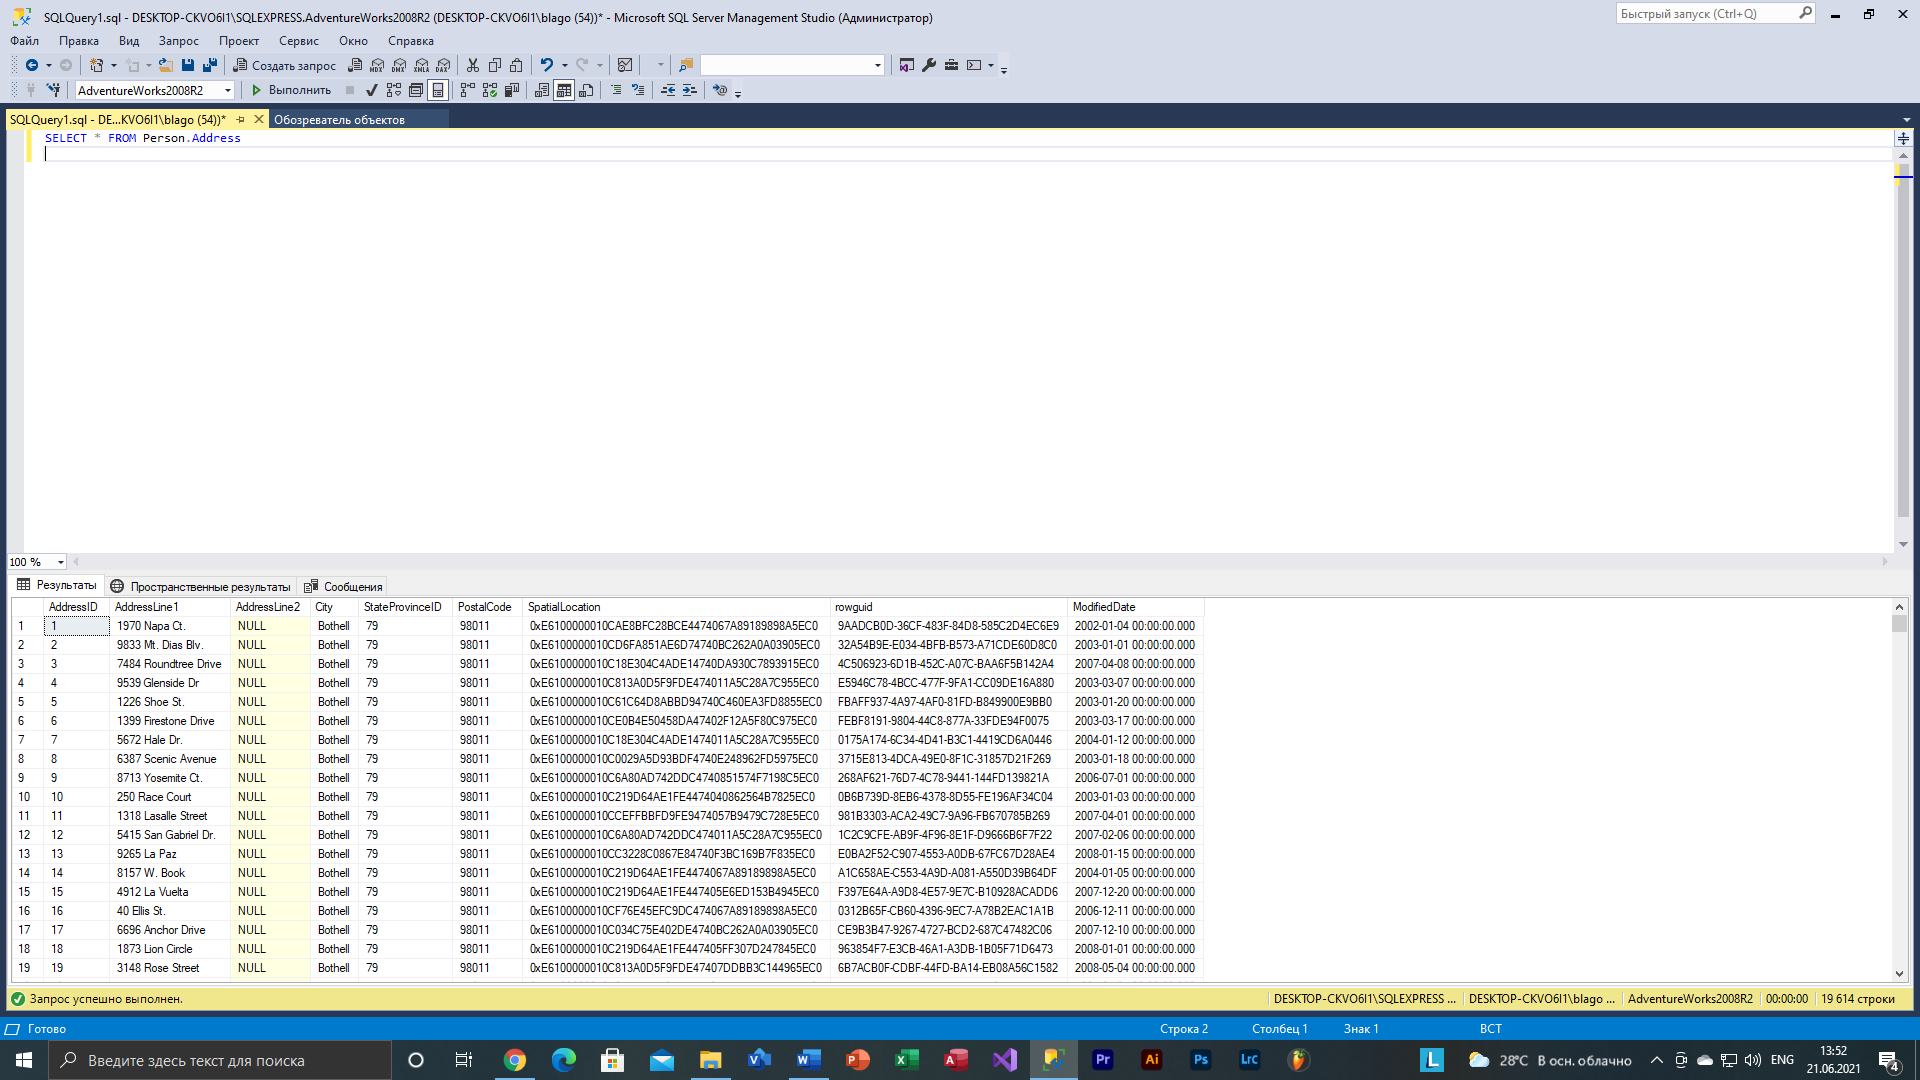 SQLQuery1.sql - DESKTOP-CKVO6I1\SQLEXPRESS.AdventureWorks2008R2 (DESKTOP-CKVO6I1\blago (54))* - Microsoft SQL Server Management Studio (Администратор)
Быстрый запуск (Ctrl+Q)
Файл Правка Вид Запрос Проект Сервис Окно Справка
Создать запрос MDX DMX XMLA DAX
AdventureWorks2008R2 Выполнить
SQLQuery1.sql - DE...KVO6I1\blago (54))* Обозреватель объектов
SELECT * FROM Person.Address
100 %
Результаты Пространственные результаты Сообщения
AddressID AddressLine1 AddressLine2 City StateProvinceID PostalCode SpatialLocation rowguid ModifiedDate
1 1 1970 Napa Ct. NULL Bothell 79 98011 0xE6100000010CAE8BFC28BCE4474067A89189898A5EC0 9AADCB0D-36CF-483F-84D8-585C2D4EC6E9 2002-01-04 00:00:00.000
2 2 9833 Mt. Dias Blv. NULL Bothell 79 98011 0xE6100000010CD6FA851AE6D74740BC262A0A03905EC0 32A54B9E-E034-4BFB-B573-A71CDE60D8C0 2003-01-01 00:00:00.000
3 3 7484 Roundtree Drive NULL Bothell 79 98011 0xE6100000010C18E304C4ADE14740DA930C7893915EC0 4C506923-6D1B-452C-A07C-BAA6F5B142A4 2007-04-08 00:00:00.000
4 4 9539 Glenside Dr NULL Bothell 79 98011 0xE6100000010C813A0D5F9FDE474011A5C28A7C955EC0 E5946C78-4BCC-477F-9FA1-CC09DE16A880 2003-03-07 00:00:00.000
5 5 1226 Shoe St. NULL Bothell 79 98011 0xE6100000010C61C64D8ABBD94740C460EA3FD8855EC0 FBAFF937-4A97-4AF0-81FD-B849900E9BB0 2003-01-20 00:00:00.000
6 6 1399 Firestone Drive NULL Bothell 79 98011 0xE6100000010CE0B4E50458DA47402F12A5F80C975EC0 FEBF8191-9804-44C8-877A-33FDE94F0075 2003-03-17 00:00:00.000
7 7 5672 Hale Dr. NULL Bothell 79 98011 0xE6100000010C18E304C4ADE1474011A5C28A7C955EC0 0175A174-6C34-4D41-B3C1-4419CD6A0446 2004-01-12 00:00:00.000
8 8 6387 Scenic Avenue NULL Bothell 79 98011 0xE6100000010C0029A5D93BDF4740E248962FD5975EC0 3715E813-4DCA-49E0-8F1C-31857D21F269 2003-01-18 00:00:00.000
9 9 8713 Yosemite Ct. NULL Bothell 79 98011 0xE6100000010C6A80AD742DDC4740851574F7198C5EC0 268AF621-76D7-4C78-9441-144FD139821A 2006-07-01 00:00:00.000
10 10 250 Race Court NULL Bothell 79 98011 0xE6100000010C219D64AE1FE4474040862564B7825EC0 0B6B739D-8EB6-4378-8D55-FE196AF34C04 2003-01-03 00:00:00.000
11 11 1318 Lasalle Street NULL Bothell 79 98011 0xE6100000010CCEFFBBFD9FE9474057B9479C728E5EC0 981B3303-ACA2-49C7-9A96-FB670785B269 2007-04-01 00:00:00.000
12 12 5415 San Gabriel Dr. NULL Bothell 79 98011 0xE6100000010C6A80AD742DDC474011A5C28A7C955EC0 1C2C9CFE-AB9F-4F96-8E1F-D9666B6F7F22 2007-02-06 00:00:00.000
13 13 9265 La Paz NULL Bothell 79 98011 0xE6100000010CC3228C0867E84740F3BC169B7F835EC0 E0BA2F52-C907-4553-A0DB-67FC67D28AE4 2008-01-15 00:00:00.000
14 14 8157 W. Book NULL Bothell 79 98011 0xE6100000010C219D64AE1FE4474067A89189898A5EC0 A1C658AE-C553-4A9D-A081-A550D39B64DF 2004-01-05 00:00:00.000
15 15 4912 La Vuelta NULL Bothell 79 98011 0xE6100000010C219D64AE1FE447405E6ED153B4945EC0 F397E64A-A9D8-4E57-9E7C-B10928ACADD6 2007-12-20 00:00:00.000
16 16 40 Ellis St. NULL Bothell 79 98011 0xE6100000010CF76E45EFC9DC474067A89189898A5EC0 0312B65F-CB60-4396-9EC7-A78B2EAC1A1B 2006-12-11 00:00:00.000
17 17 6696 Anchor Drive NULL Bothell 79 98011 0xE6100000010C034C75E402DE4740BC262A0A03905EC0 CE9B3B47-9267-4727-BCD2-687C47482C06 2007-12-10 00:00:00.000
18 18 1873 Lion Circle NULL Bothell 79 98011 0xE6100000010C219D64AE1FE447405FF307D247845EC0 963854F7-E3CB-46A1-A3DB-1B05F71D6473 2008-01-01 00:00:00.000
19 19 3148 Rose Street NULL Bothell 79 98011 0xE6100000010C813A0D5F9FDE47407DDBB3C144965EC0 6B7ACB0F-CDBF-44FD-BA14-EB08A56C1582 2008-05-04 00:00:00.000
Запрос успешно выполнен. DESKTOP-CKVO6I1\SQLEXPRESS ... DESKTOP-CKVO6I1\blago ... AdventureWorks2008R2 00:00:00 19 614 строки
Готово Строка 2 Столбец 1 Знак 1 ВСТ
Введите здесь текст для поиска Pr Ai Ps Lrc L 28°C В осн. облачно ENG 13:52
21.06.2021 4